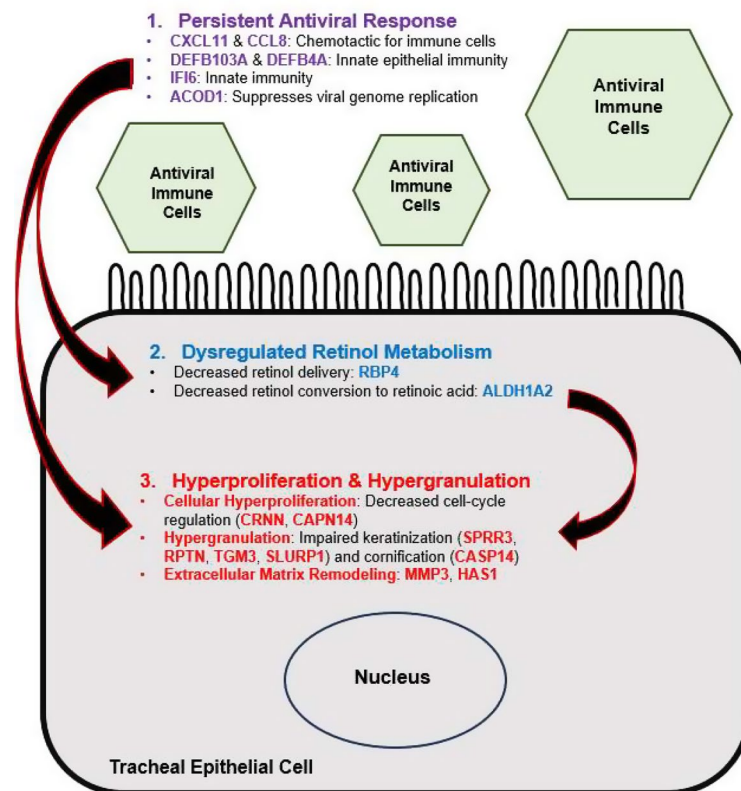 1. Persistent Antiviral Response
• CXCL11 & CCL8: Chemotactic for immune cells
• DEFB103A & DEFB4A: Innate epithelial immunity
• IFI6: Innate immunity
• ACOD1: Suppresses viral genome replication
Antiviral
Immune
Cells
Antiviral
Immune
Cells
Antiviral
Immune
Cells
2. Dysregulated Retinol Metabolism
• Decreased retinol delivery: RBP4
• Decreased retinol conversion to retinoic acid: ALDH1A2
3. Hyperproliferation & Hypergranulation
• Cellular Hyperproliferation: Decreased cell-cycle
regulation (CRNN, CAPN14)
• Hypergranulation: Impaired keratinization (SPRR3,
RPTN, TGM3, SLURP1) and cornification (CASP14)
• Extracellular Matrix Remodeling: MMP3, HAS1
Nucleus
Tracheal Epithelial Cell